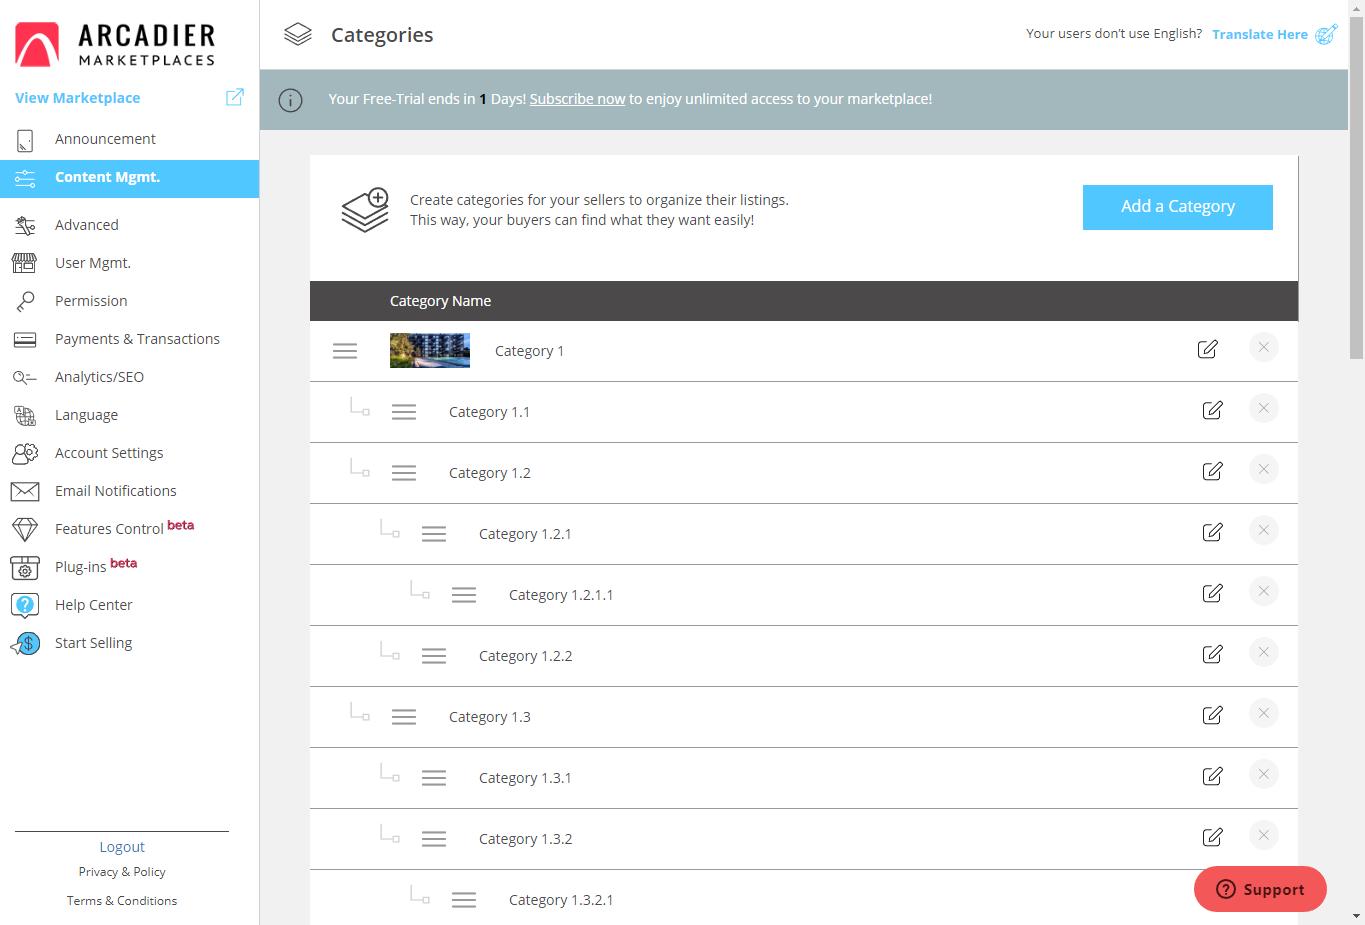 ARCADIER
MARKETPLACES
View Marketplace
Announcement
Content Mgmt.
Advanced
User Mgmt.
Permission
Payments & Transactions
Analytics/SEO
Language
Account Settings
Email Notifications
Features Control beta
Plug-ins beta
Help Center
Start Selling
Logout
Privacy & Policy
Terms & Conditions
Categories
Your users don't use English? Translate Here
Your Free-Trial ends in 1 Days! Subscribe now to enjoy unlimited access to your marketplace!
Create categories for your sellers to organize their listings.
This way, your buyers can find what they want easily!
Add a Category
Category Name
Category 1
Category 1.1
Category 1.2
Category 1.2.1
Category 1.2.1.1
Category 1.2.2
Category 1.3
Category 1.3.1
Category 1.3.2
Category 1.3.2.1
Support